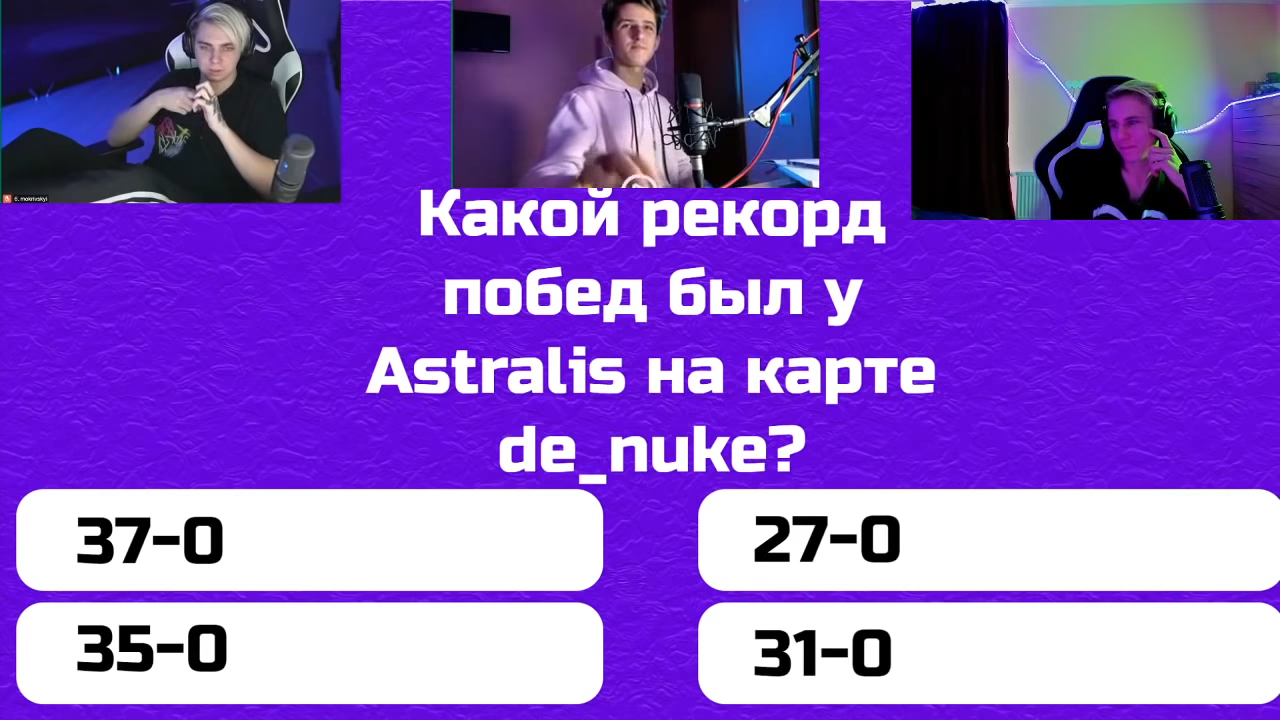 Какой рекорд
побед был у
Astralis на карте
de_nuke?
37-0
27-0
35-0
31-0